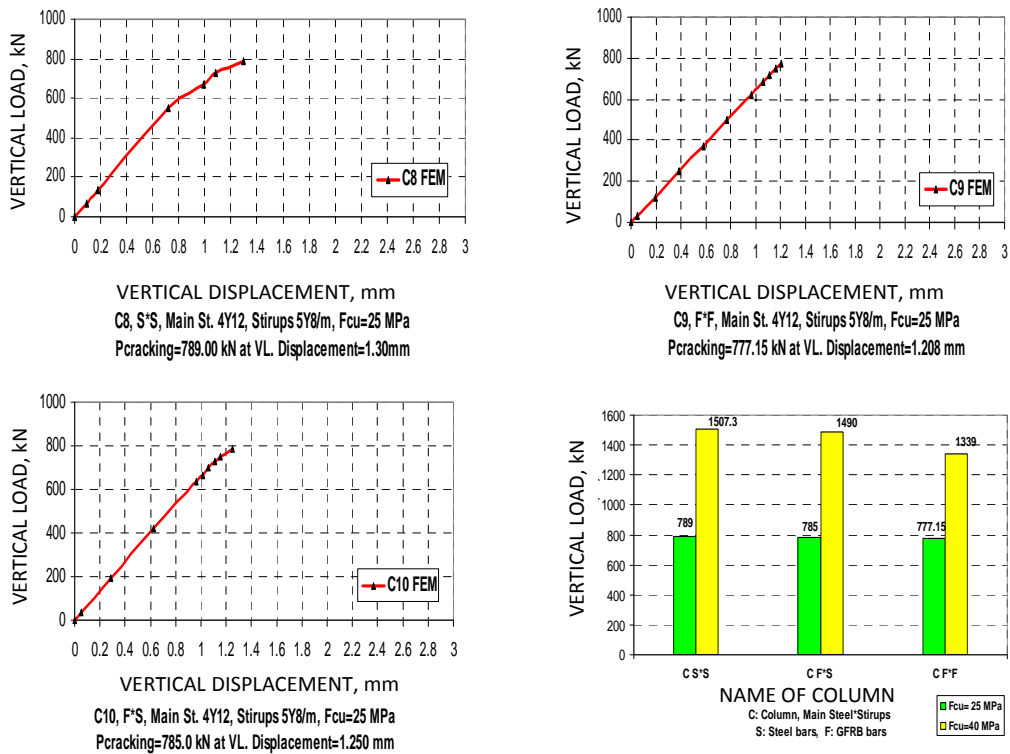 VERTICAL LOAD, kN
1000
800
600
400
200
0
C8 FEM
0 0.2 0.4 0.6 0.8 1 1.2 1.4 1.6 1.8 2 2.2 2.4 2.6 2.8 3
VERTICAL DISPLACEMENT, mm
C8, S*S, Main St. 4Y12, Stirups 5Y8/m, Fcu=25 MPa
Pcracking=789.00 kN at VL. Displacement=1.30mm
VERTICAL LOAD, kN
1000
800
600
400
200
0
C9 FEM
0 0.2 0.4 0.6 0.8 1 1.2 1.4 1.6 1.8 2 2.2 2.4 2.6 2.8 3
VERTICAL DISPLACEMENT, mm
C9, F*F, Main St. 4Y12, Stirups 5Y8/m, Fcu=25 MPa
Pcracking=777.15 kN at VL. Displacement=1.208 mm
VERTICAL LOAD, kN
1000
800
600
400
200
0
C10 FEM
0 0.2 0.4 0.6 0.8 1 1.2 1.4 1.6 1.8 2 2.2 2.4 2.6 2.8 3
VERTICAL DISPLACEMENT, mm
C10, F*S, Main St. 4Y12, Stirups 5Y8/m, Fcu=25 MPa
Pcracking=785.0 kN at VL. Displacement=1.250 mm
VERTICAL LOAD, kN
1600
1400
1200
1000
800
600
400
200
0
1507.3
1490
1339
789
785
777.15
C S*S C F*S C F*F
NAME OF COLUMN
C: Column, Main Steel*Stirups
S: Steel bars, F: GFRB bars
Fcu= 25 MPa
Fcu=40 MPa